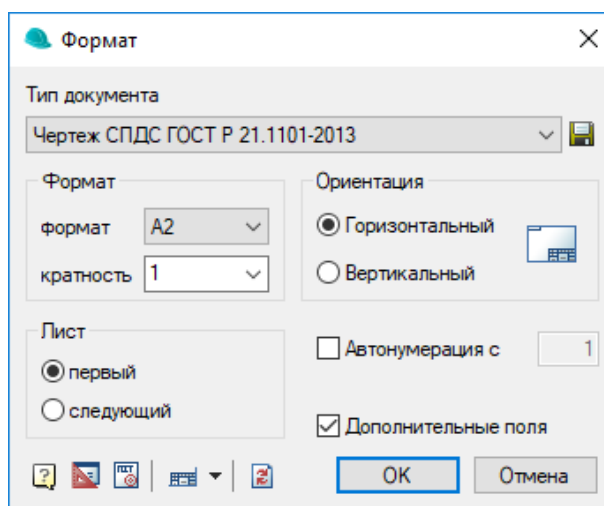 Формат
Тип документа
Чертеж СПДС ГОСТ Р 21.1101-2013
Формат
Ориентация
формат A2
Горизонтальный
кратность 1
Вертикальный
Лист
первый
Автонумерация с 1
следующий
Дополнительные поля
OK Отмена